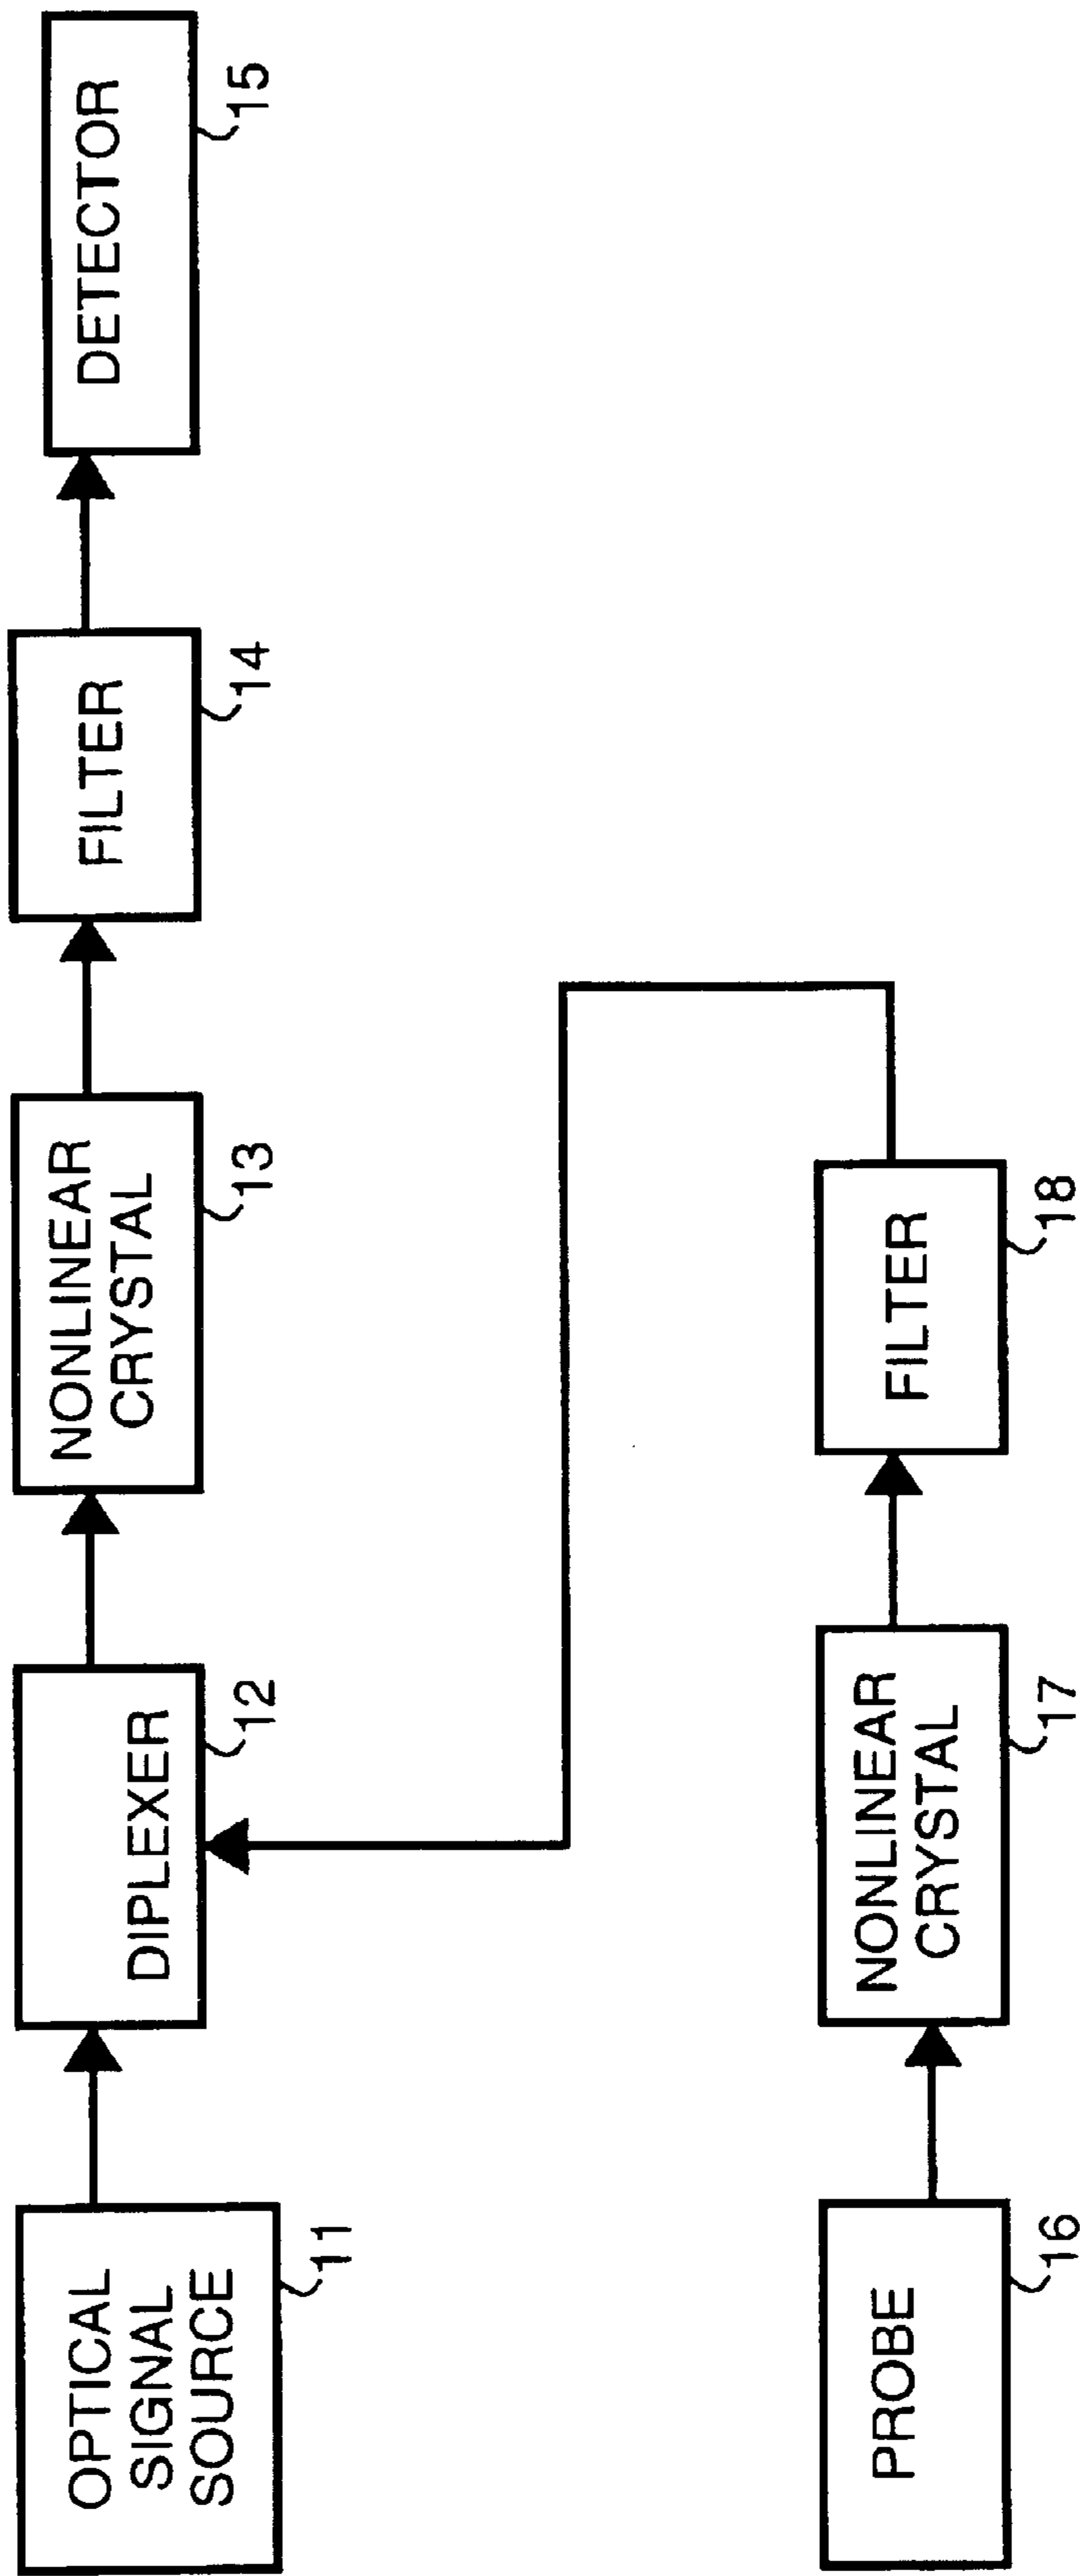 OPTICAL
SIGNAL
SOURCE
11
DIPLEXER
12
NONLINEAR
CRYSTAL
13
FILTER
14
DETECTOR
15
PROBE
16
NONLINEAR
CRYSTAL
17
FILTER
18